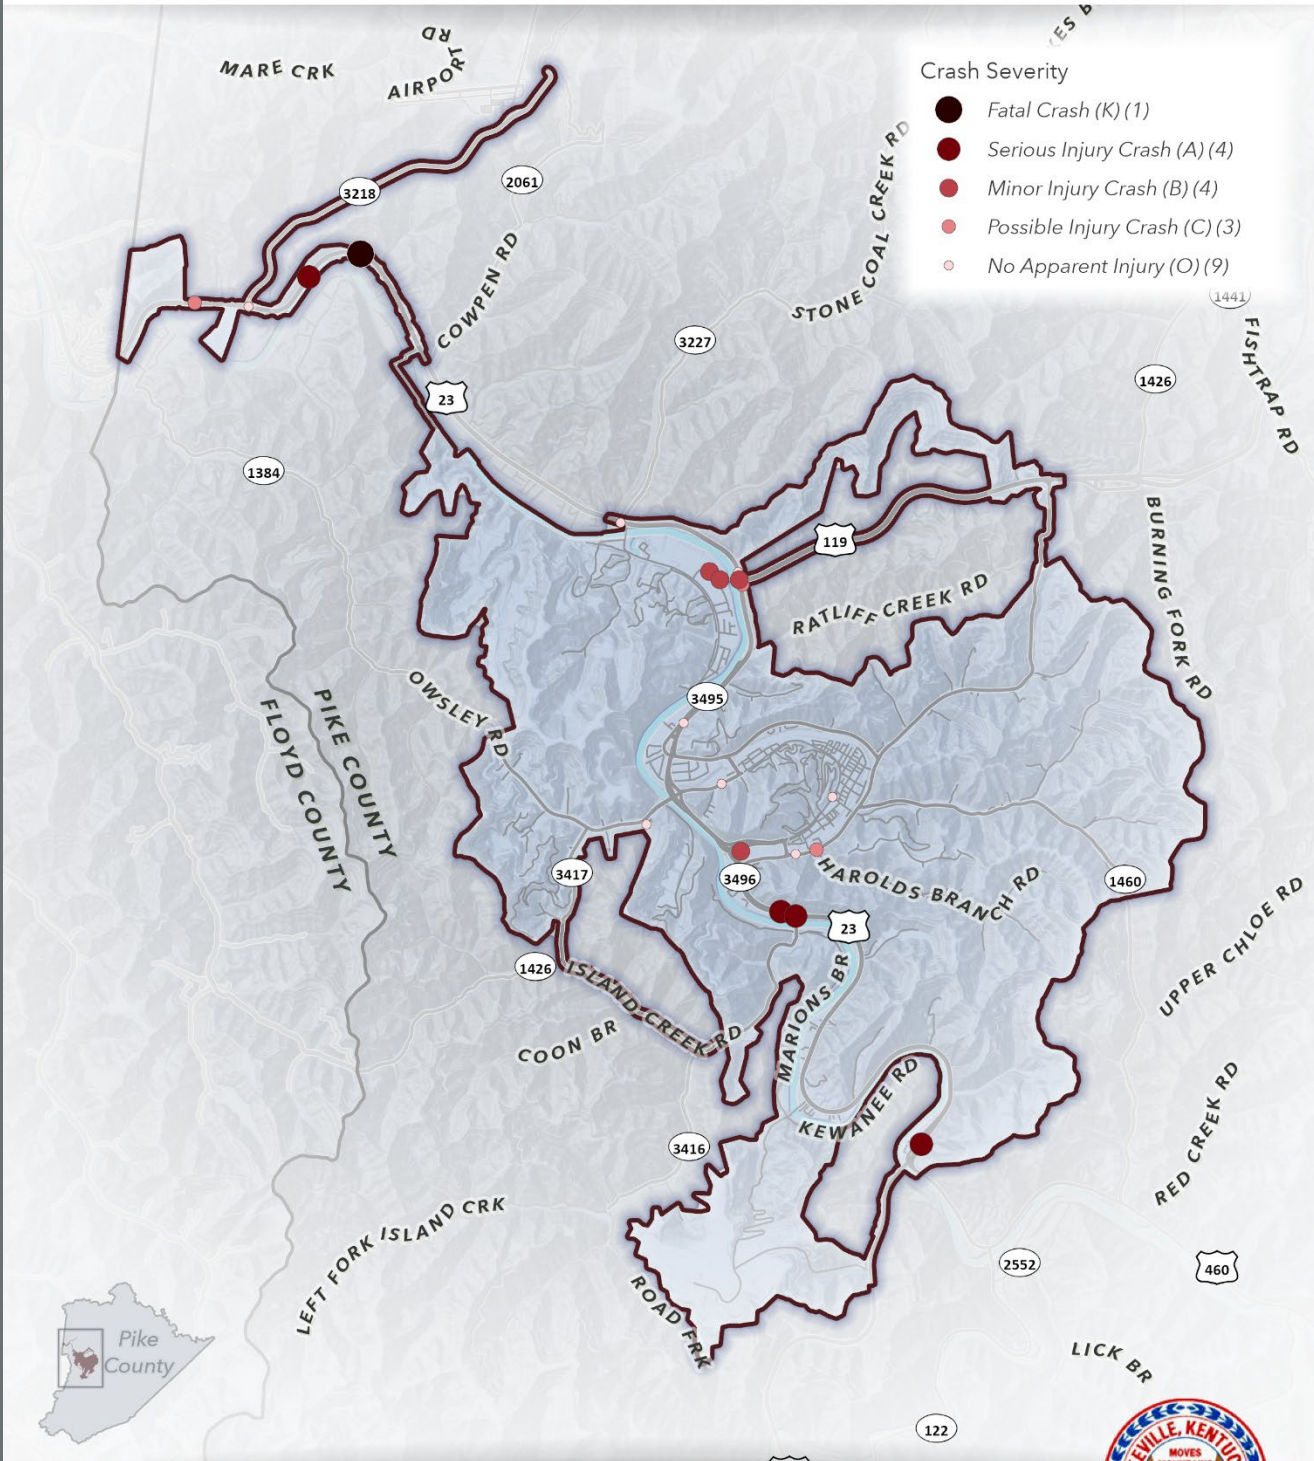 MARE CRK
AIRPORT RD
Crash Severity
Fatal Crash (K) (1)
Serious Injury Crash (A) (4)
Minor Injury Crash (B) (4)
Possible Injury Crash (C) (3)
No Apparent Injury (O) (9)
3218
2061
COWPEN RD
STONE COAL CREEK RD
1441
FISHTRAP RD
3227
1426
23
1384
119
BURNING FORK RD
RATLIFF CREEK RD
OWSLEY RD
3495
PIKE COUNTY
FLOYD COUNTY
3417
3496
HAROLDS BRANCH RD
1460
23
UPPER CHLOE RD
1426
ISLAND CREEK RD
COON BR
MARIONS BR
KEWANEE RD
3416
RED CREEK RD
LEFT FORK ISLAND CRK
2552
460
ROAD FRK
Pike
County
LICK BR
122
EVILLE, KENTUC
MOVES